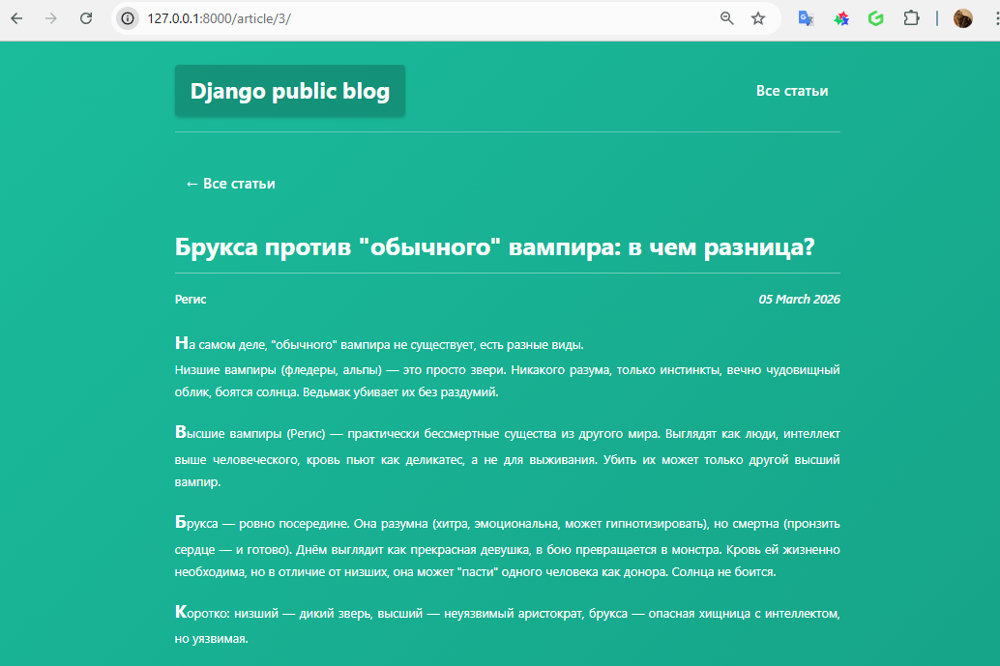 127.0.0.1:8000/article/3/
Django public blog
Все статьи
← Все статьи
Брукса против "обычного" вампира: в чем разница?
Регис
05 March 2026
На самом деле, "обычного" вампира не существует, есть разные виды.
Низшие вампиры (фледеры, альпы) — это просто звери. Никакого разума, только инстинкты, вечно чудовищный
облик, боятся солнца. Ведьмак убивает их без раздумий.
Высшие вампиры (Регис) — практически бессмертные существа из другого мира. Выглядят как люди, интеллект
выше человеческого, кровь пьют как деликатес, а не для выживания. Убить их может только другой высший
вампир.
Брукса — ровно посередине. Она разумна (хитра, эмоциональна, может гипнотизировать), но смертна (пронзить
сердце — и готово). Днём выглядит как прекрасная девушка, в бою превращается в монстра. Кровь ей жизненно
необходима, но в отличие от низших, она может "пасти" одного человека как донора. Солнца не боится.
Коротко: низший — дикий зверь, высший — неуязвимый аристократ, брукса — опасная хищница с интеллектом,
но уязвимая.